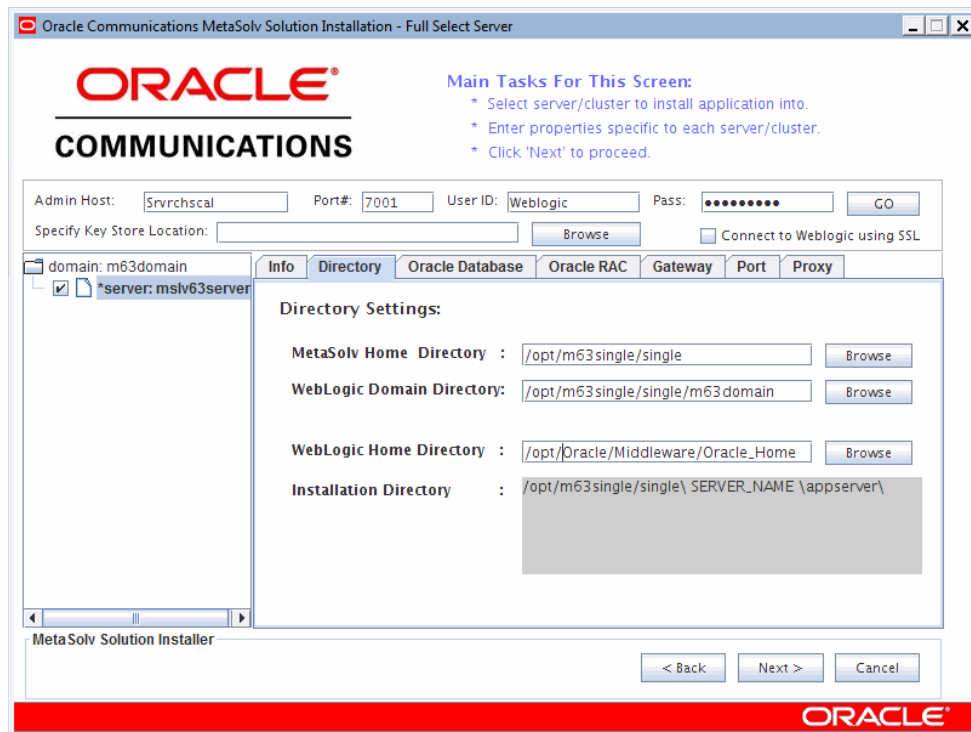 Oracle Communications MetaSolv Solution Installation - Full Select Server
ORACLE®
COMMUNICATIONS
Main Tasks For This Screen:
* Select server/cluster to install application into.
* Enter properties specific to each server/cluster.
* Click 'Next' to proceed.
Admin Host: Srvrchscal Port#: 7001 User ID: Weblogic Pass: ••••••••• GO
Specify Key Store Location: Browse Connect to Weblogic using SSL
domain: m63domain
*server: mslv63server
Info Directory Oracle Database Oracle RAC Gateway Port Proxy
Directory Settings:
MetaSolv Home Directory : /opt/m63single/single Browse
WebLogic Domain Directory: /opt/m63single/single/m63domain Browse
WebLogic Home Directory : /opt/Oracle/Middleware/Oracle_Home Browse
Installation Directory : /opt/m63single/single\ SERVER_NAME \appserver\
MetaSolv Solution Installer
< Back Next > Cancel
ORACLE®